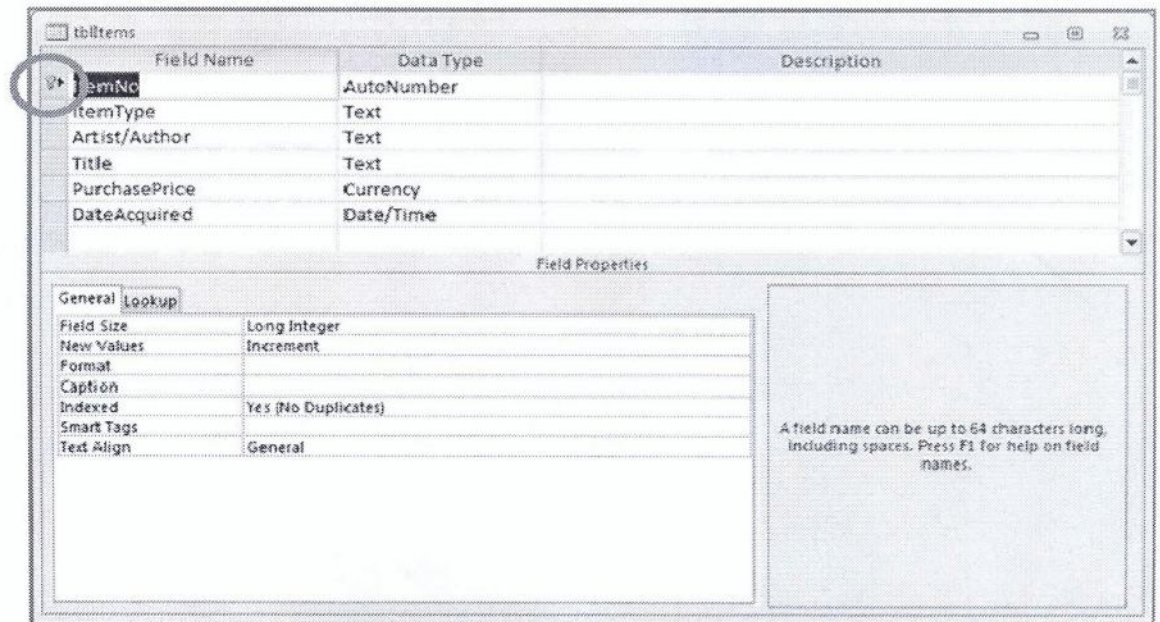 tblItems
Field Name Data Type Description
emNo AutoNumber
ItemType Text
Artist/Author Text
Title Text
PurchasePrice Currency
DateAcquired Date/Time
Field Properties
General Lookup
Field Size Long Integer
New Values Increment
Format
Caption
Indexed Yes (No Duplicates)
Smart Tags
Text Align General
A field name can be up to 64 characters long,
including spaces. Press F1 for help on field
names.